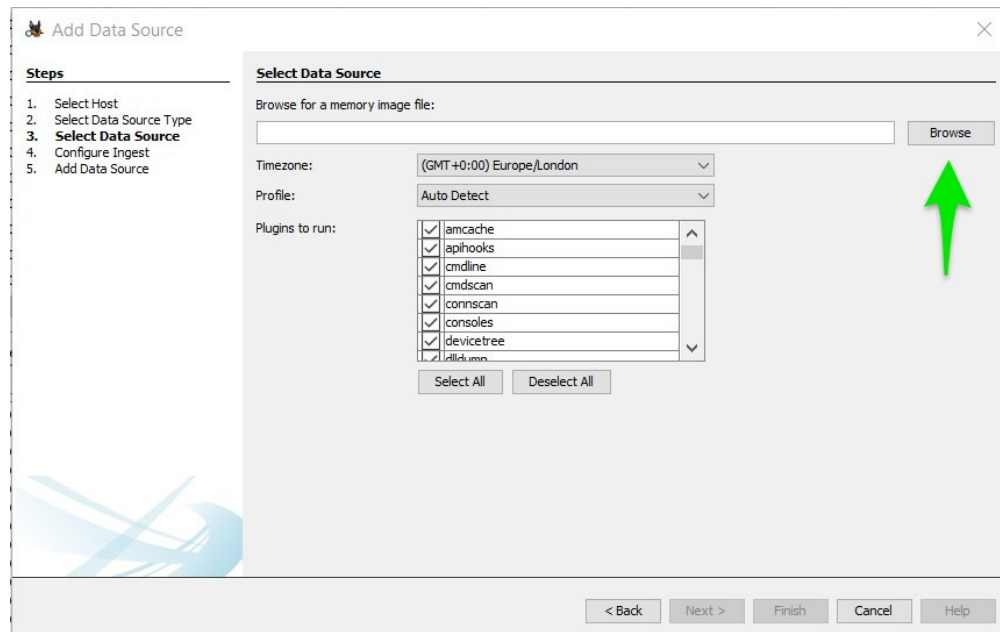 Add Data Source
Steps
1. Select Host
2. Select Data Source Type
3. Select Data Source
4. Configure Ingest
5. Add Data Source
Select Data Source
Browse for a memory image file:
Browse
Timezone: (GMT+0:00) Europe/London
Profile: Auto Detect
Plugins to run:
amcache
apihooks
cmdline
cmdscan
connscan
consoles
devicetree
dlldump
Select All Deselect All
< Back Next > Finish Cancel Help